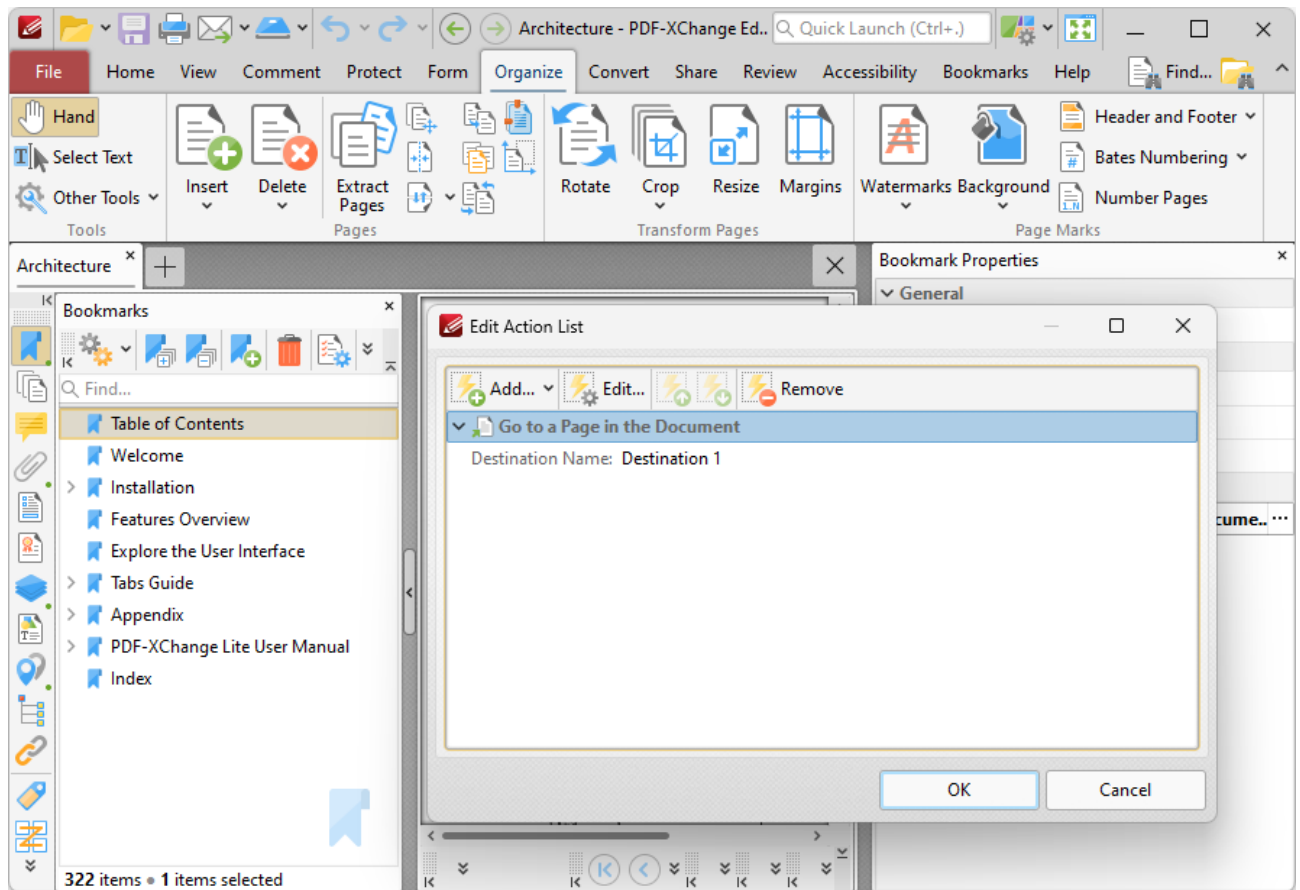 Architecture - PDF-XChange Ed..
Quick Launch (Ctrl+.)
File Home View Comment Protect Form Organize Convert Share Review Accessibility Bookmarks Help Find...
Hand
Select Text
Other Tools
Tools
Insert
Delete
Extract Pages
Pages
Rotate
Crop
Resize
Margins
Transform Pages
Watermarks
Background
Header and Footer
Bates Numbering
Number Pages
Page Marks
Architecture
Bookmarks
Find...
Table of Contents
Welcome
Installation
Features Overview
Explore the User Interface
Tabs Guide
Appendix
PDF-XChange Lite User Manual
Index
322 items • 1 items selected
Bookmark Properties
General
cume..
Edit Action List
Add... Edit... Remove
Go to a Page in the Document
Destination Name: Destination 1
OK Cancel